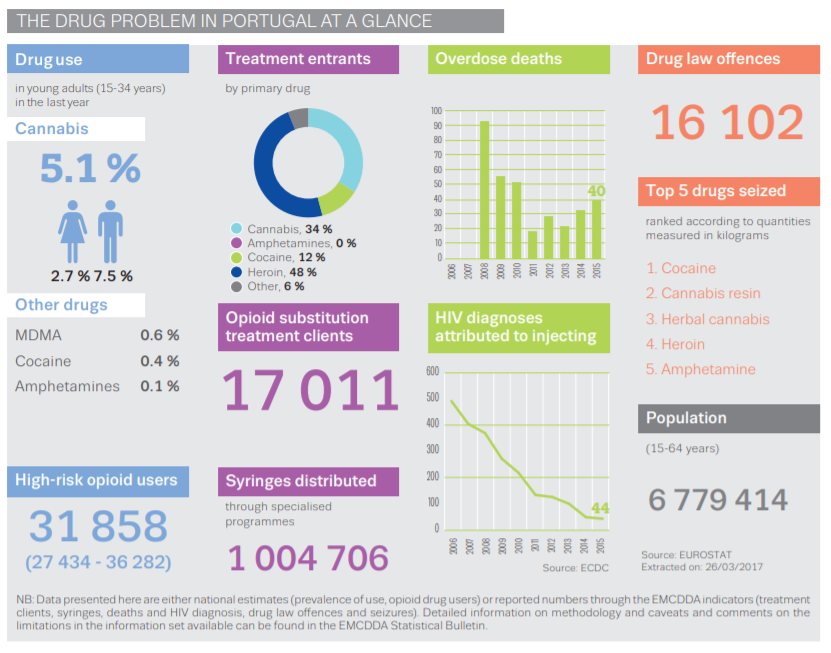 THE DRUG PROBLEM IN PORTUGAL AT A GLANCE
Drug use
in young adults (15-34 years)
in the last year
Cannabis
5.1 %
2.7 % 7.5 %
Other drugs
MDMA 0.6 %
Cocaine 0.4 %
Amphetamines 0.1 %
High-risk opioid users
31 858
(27 434 - 36 282)
Treatment entrants
by primary drug
Cannabis, 34 %
Amphetamines, 0 %
Cocaine, 12 %
Heroin, 48 %
Other, 6 %
Opioid substitution
treatment clients
17 011
Syringes distributed
through specialised
programmes
1 004 706
Overdose deaths
100
90
80
70
60
50
40
30
20
10
0
40
2006 2007 2008 2009 2010 2011 2012 2013 2014 2015
HIV diagnoses
attributed to injecting
600
500
400
300
200
100
0
44
2006 2007 2008 2009 2010 2011 2012 2013 2014 2015
Source: ECDC
Drug law offences
16 102
Top 5 drugs seized
ranked according to quantities
measured in kilograms
1. Cocaine
2. Cannabis resin
3. Herbal cannabis
4. Heroin
5. Amphetamine
Population
(15-64 years)
6 779 414
Source: EUROSTAT
Extracted on: 26/03/2017
NB: Data presented here are either national estimates (prevalence of use, opioid drug users) or reported numbers through the EMCDDA indicators (treatment
clients, syringes, deaths and HIV diagnosis, drug law offences and seizures). Detailed information on methodology and caveats and comments on the
limitations in the information set available can be found in the EMCDDA Statistical Bulletin.